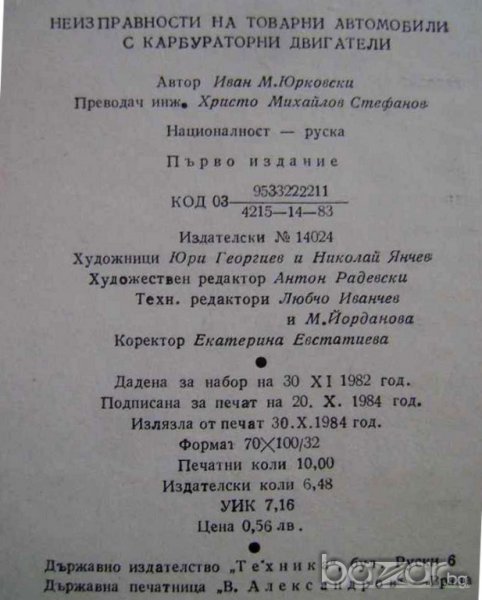 НЕИЗПРАВНОСТИ НА ТОВАРНИ АВТОМОБИЛИ
С КАРБУРАТОРНИ ДВИГАТЕЛИ
Автор Иван М.Юрковски
Преводач инж. Христо Михайлов Стефанов
Националност — руска
Първо издание
КОД 03 9533222211
4215—14—83
Издателски № 14024
Художници Юри Георгиев и Николай Янчев
Художествен редактор Антон Радевски
Техн. редактори Любчо Иванчев
и М.Йорданова
Коректор Екатерина Евстатиева
●
Дадена за набор на 30 XI 1982 год.
Подписана за печат на 20. X. 1984 год.
Излязла от печат 30.X.1984 год.
Формат 70×100/32
Печатни коли 10,00
Издателски коли 6,48
УИК 7,16
Цена 0,56 лв.
●
Държавно издателство „Техник бул. Руски 6
Държавна печатница „В. Александров"